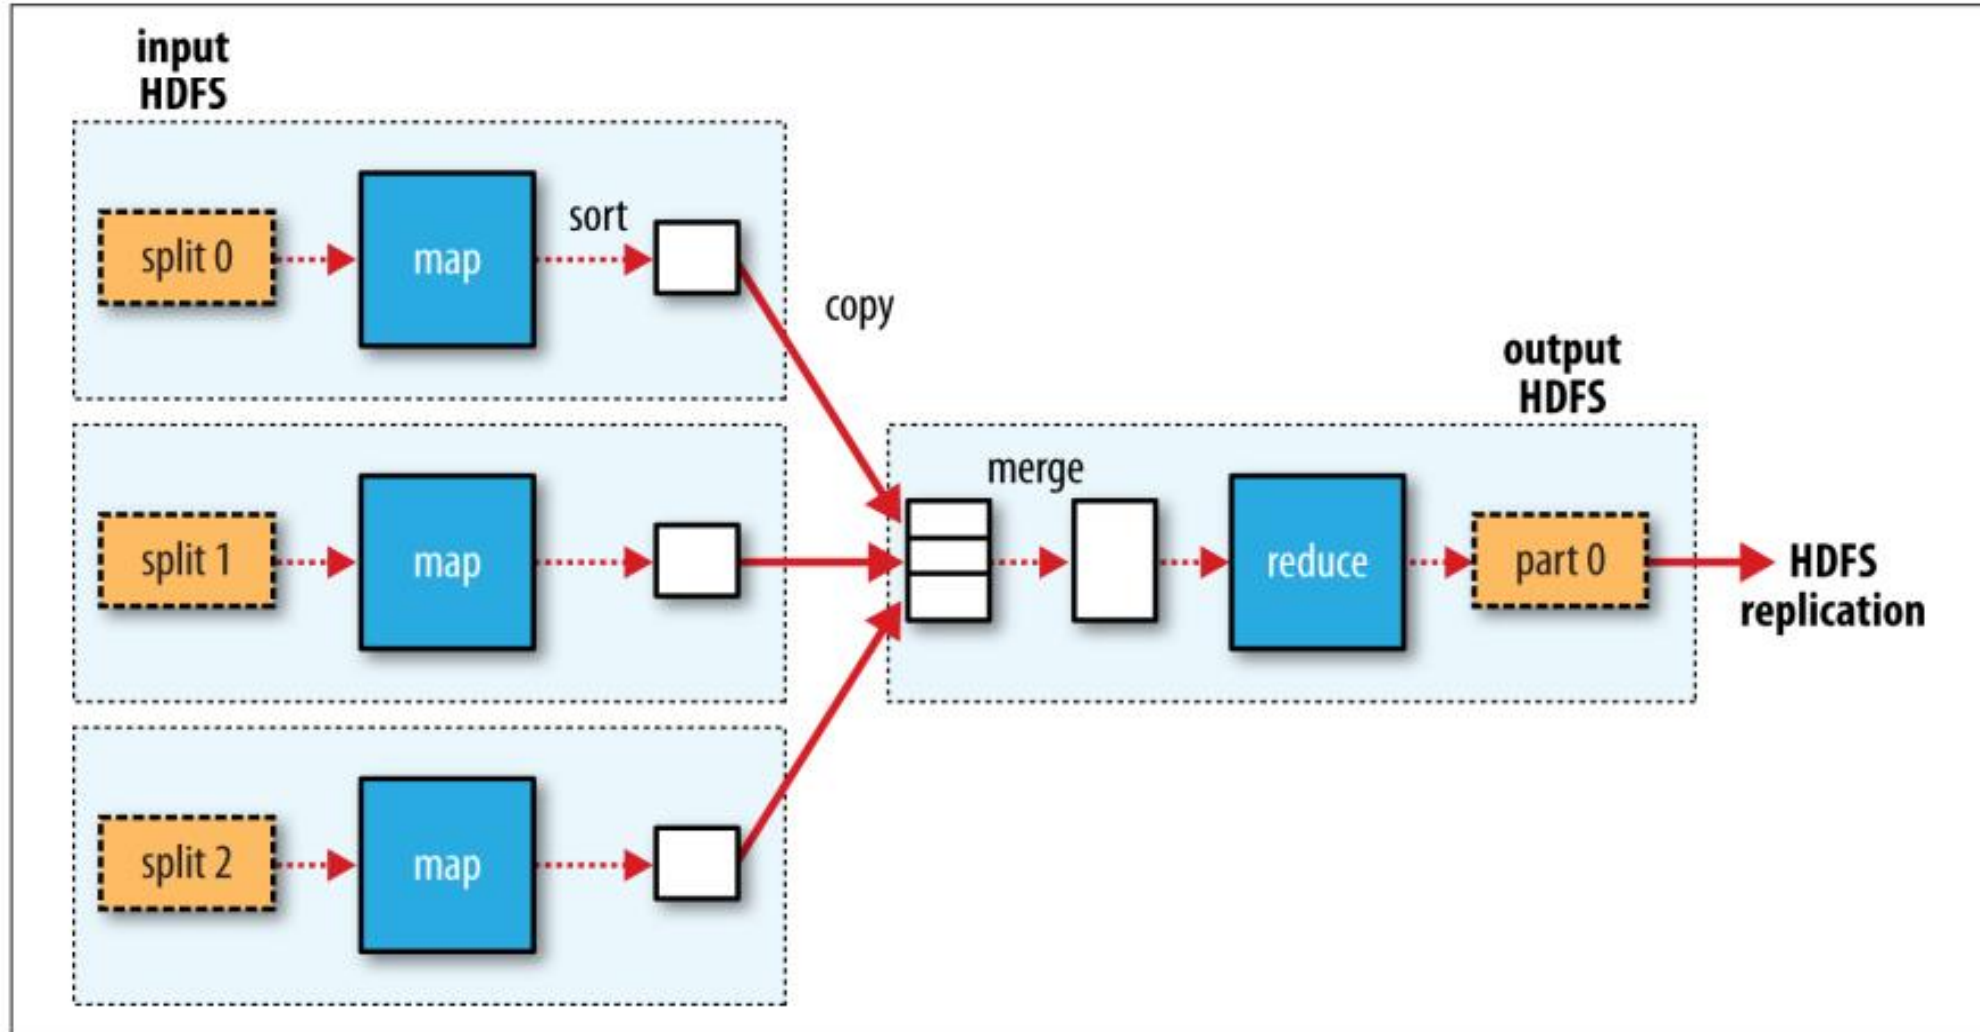 input
HDFS
split 0
map
sort
copy
split 1
map
split 2
map
merge
output
HDFS
reduce
part 0
HDFS
replication